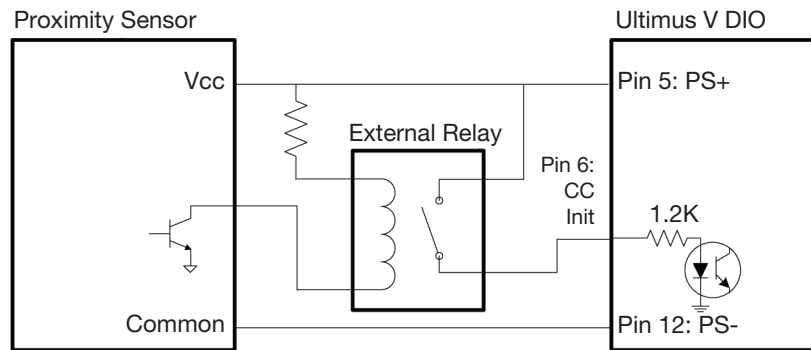 Proximity Sensor
Ultimus V DIO
Vcc
Pin 5: PS+
External Relay
Pin 6:
CC
Init
1.2K
Common
Pin 12: PS-